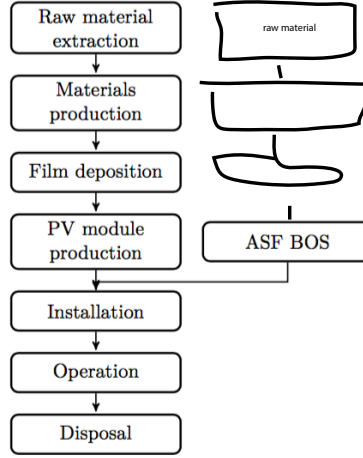 Raw material
extraction
raw material
Materials
production
Film deposition
PV module
production
ASF BOS
Installation
Operation
Disposal